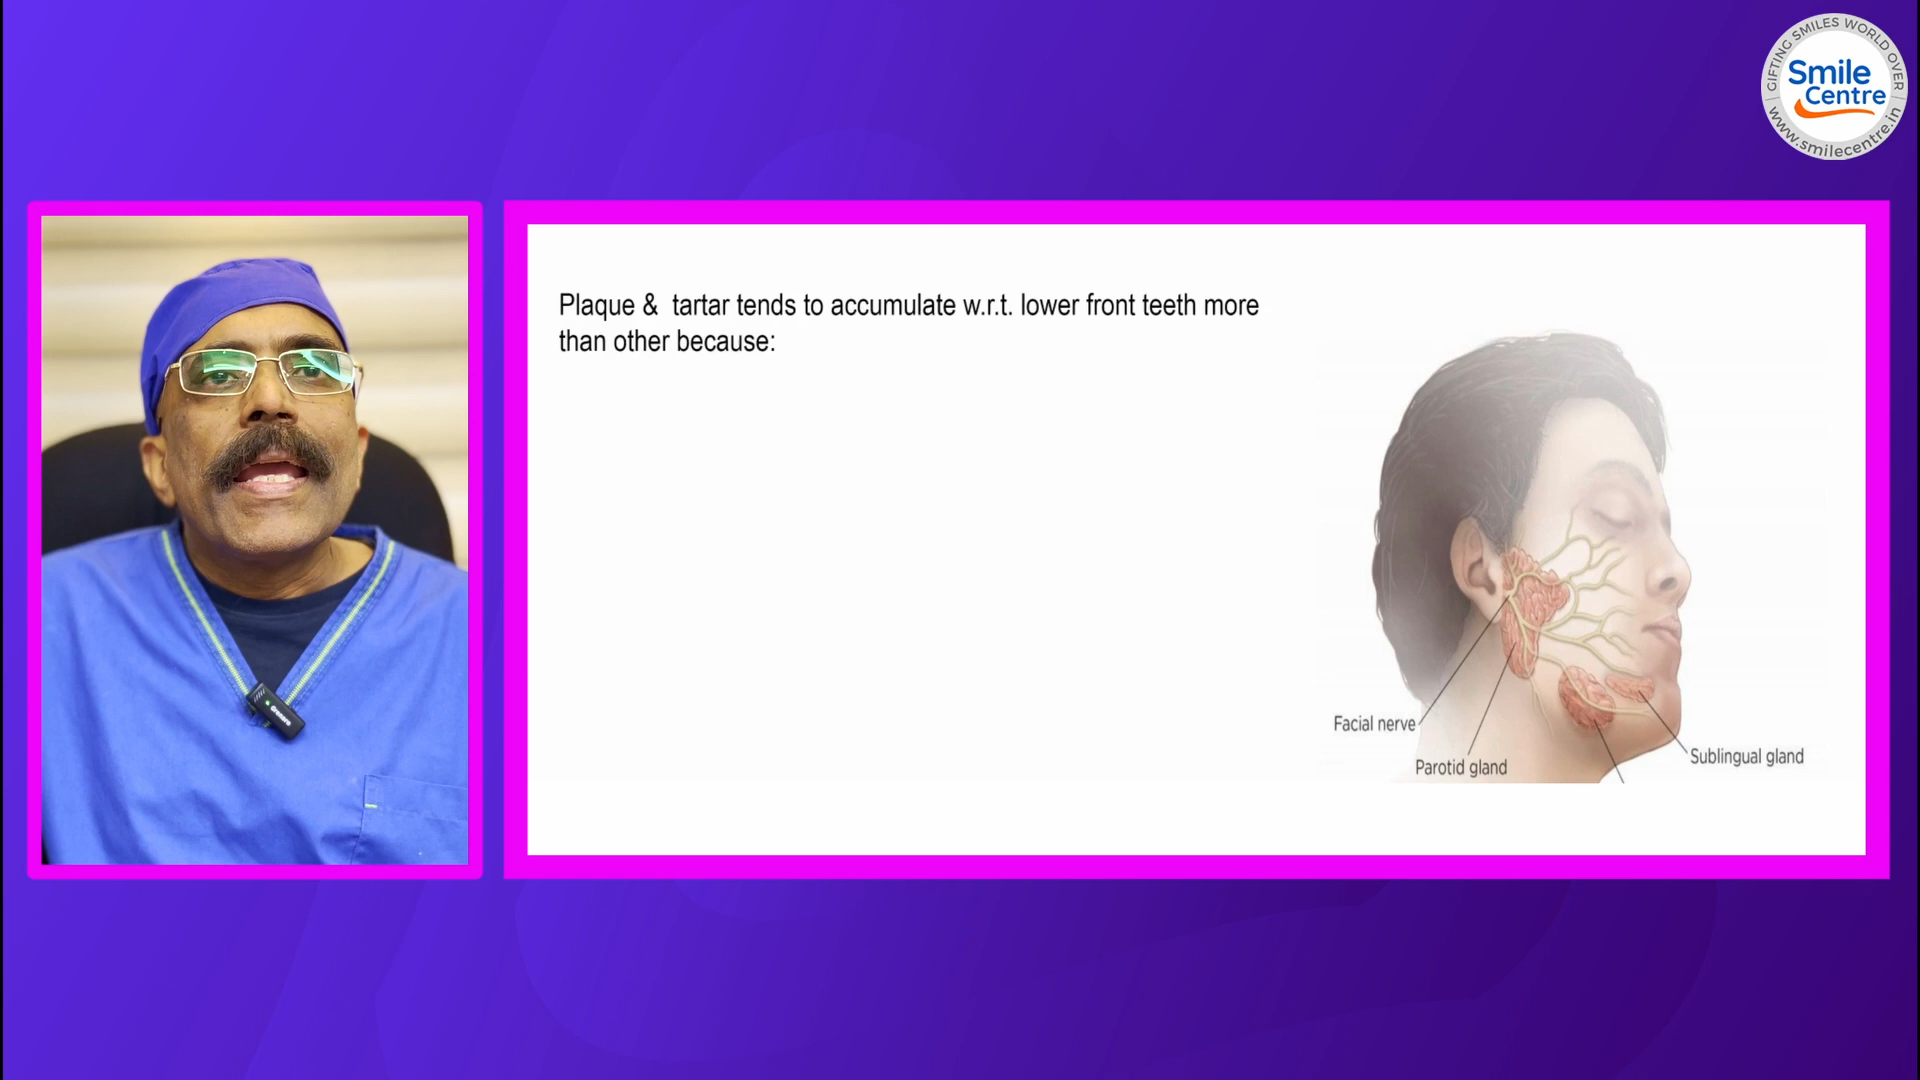 GIFTING SMILES WORLD OVER
Smile
Centre
www.smilecentre.in
Plaque &  tartar tends to accumulate w.r.t. lower front teeth more
than other because:
Facial nerve
Parotid gland
Sublingual gland